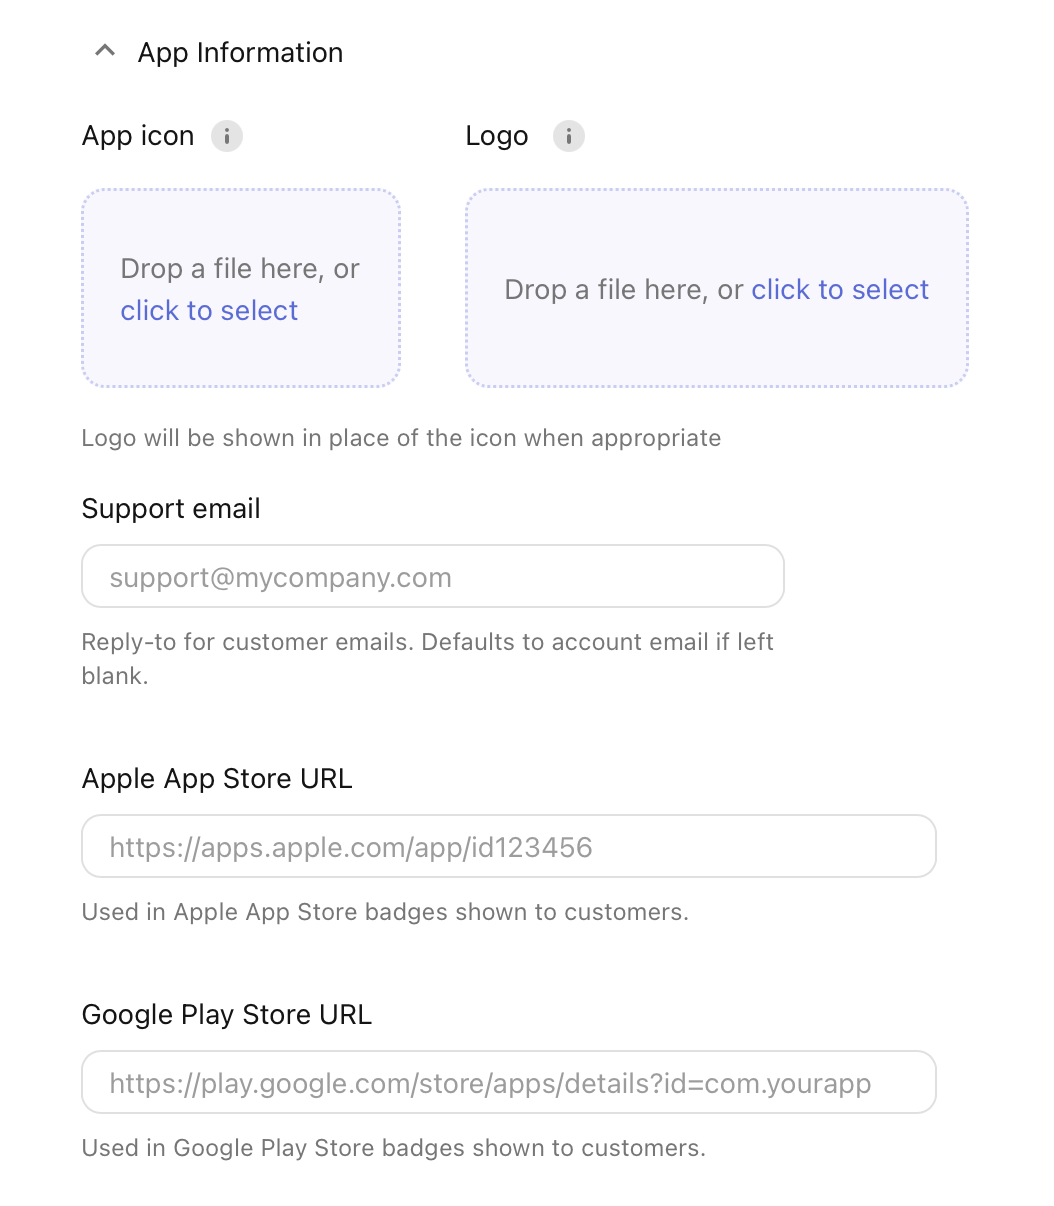 App Information
App icon
Logo
Drop a file here, or
click to select
Drop a file here, or click to select
Logo will be shown in place of the icon when appropriate
Support email
support@mycompany.com
Reply-to for customer emails. Defaults to account email if left
blank.
Apple App Store URL
https://apps.apple.com/app/id123456
Used in Apple App Store badges shown to customers.
Google Play Store URL
https://play.google.com/store/apps/details?id=com.yourapp
Used in Google Play Store badges shown to customers.